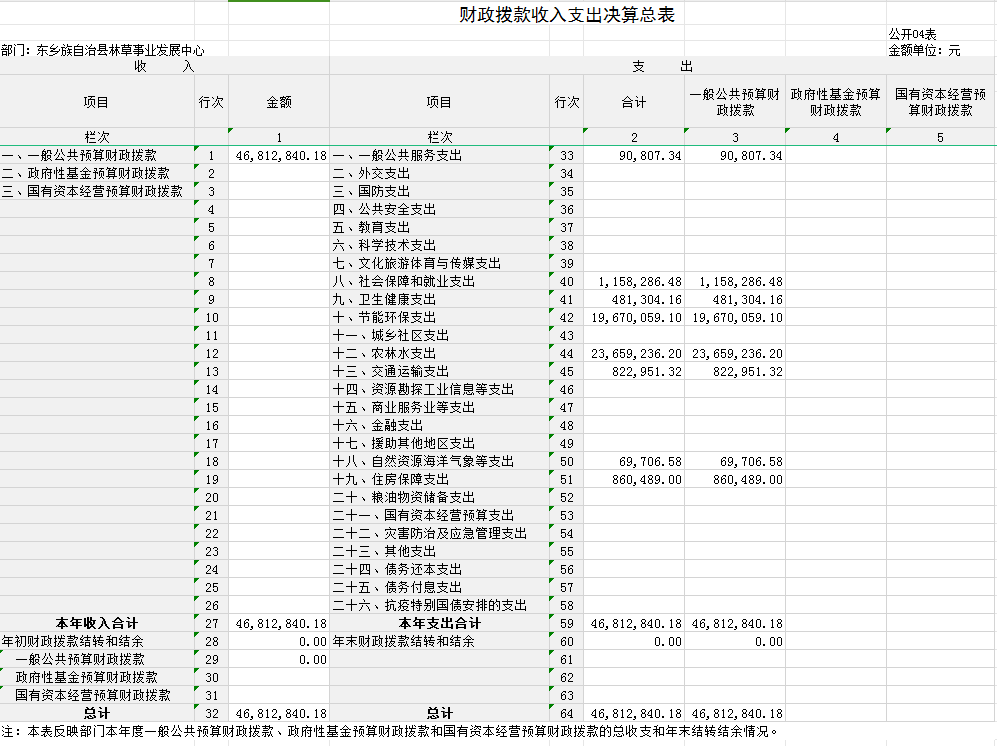 财政拨款收入支出决算总表
公开04表
部门：东乡族自治县林草事业发展中心 金额单位：元
收 入 支 出
项目 行次 金额 项目 行次 合计 一般公共预算财政拨款 政府性基金预算财政拨款 国有资本经营预算财政拨款
栏次 1 栏次 2 3 4 5
一、一般公共预算财政拨款 1 46,812,840.18 一、一般公共服务支出 33 90,807.34 90,807.34
二、政府性基金预算财政拨款 2 二、外交支出 34
三、国有资本经营预算财政拨款 3 三、国防支出 35
4 四、公共安全支出 36
5 五、教育支出 37
6 六、科学技术支出 38
7 七、文化旅游体育与传媒支出 39
8 八、社会保障和就业支出 40 1,158,286.48 1,158,286.48
9 九、卫生健康支出 41 481,304.16 481,304.16
10 十、节能环保支出 42 19,670,059.10 19,670,059.10
11 十一、城乡社区支出 43
12 十二、农林水支出 44 23,659,236.20 23,659,236.20
13 十三、交通运输支出 45 822,951.32 822,951.32
14 十四、资源勘探工业信息等支出 46
15 十五、商业服务业等支出 47
16 十六、金融支出 48
17 十七、援助其他地区支出 49
18 十八、自然资源海洋气象等支出 50 69,706.58 69,706.58
19 十九、住房保障支出 51 860,489.00 860,489.00
20 二十、粮油物资储备支出 52
21 二十一、国有资本经营预算支出 53
22 二十二、灾害防治及应急管理支出 54
23 二十三、其他支出 55
24 二十四、债务还本支出 56
25 二十五、债务付息支出 57
26 二十六、抗疫特别国债安排的支出 58
本年收入合计 27 46,812,840.18 本年支出合计 59 46,812,840.18 46,812,840.18
年初财政拨款结转和结余 28 0.00 年末财政拨款结转和结余 60 0.00 0.00
一般公共预算财政拨款 29 0.00 61
政府性基金预算财政拨款 30 62
国有资本经营预算财政拨款 31 63
总计 32 46,812,840.18 总计 64 46,812,840.18 46,812,840.18
注：本表反映部门本年度一般公共预算财政拨款、政府性基金预算财政拨款和国有资本经营预算财政拨款的总收支和年末结转结余情况。